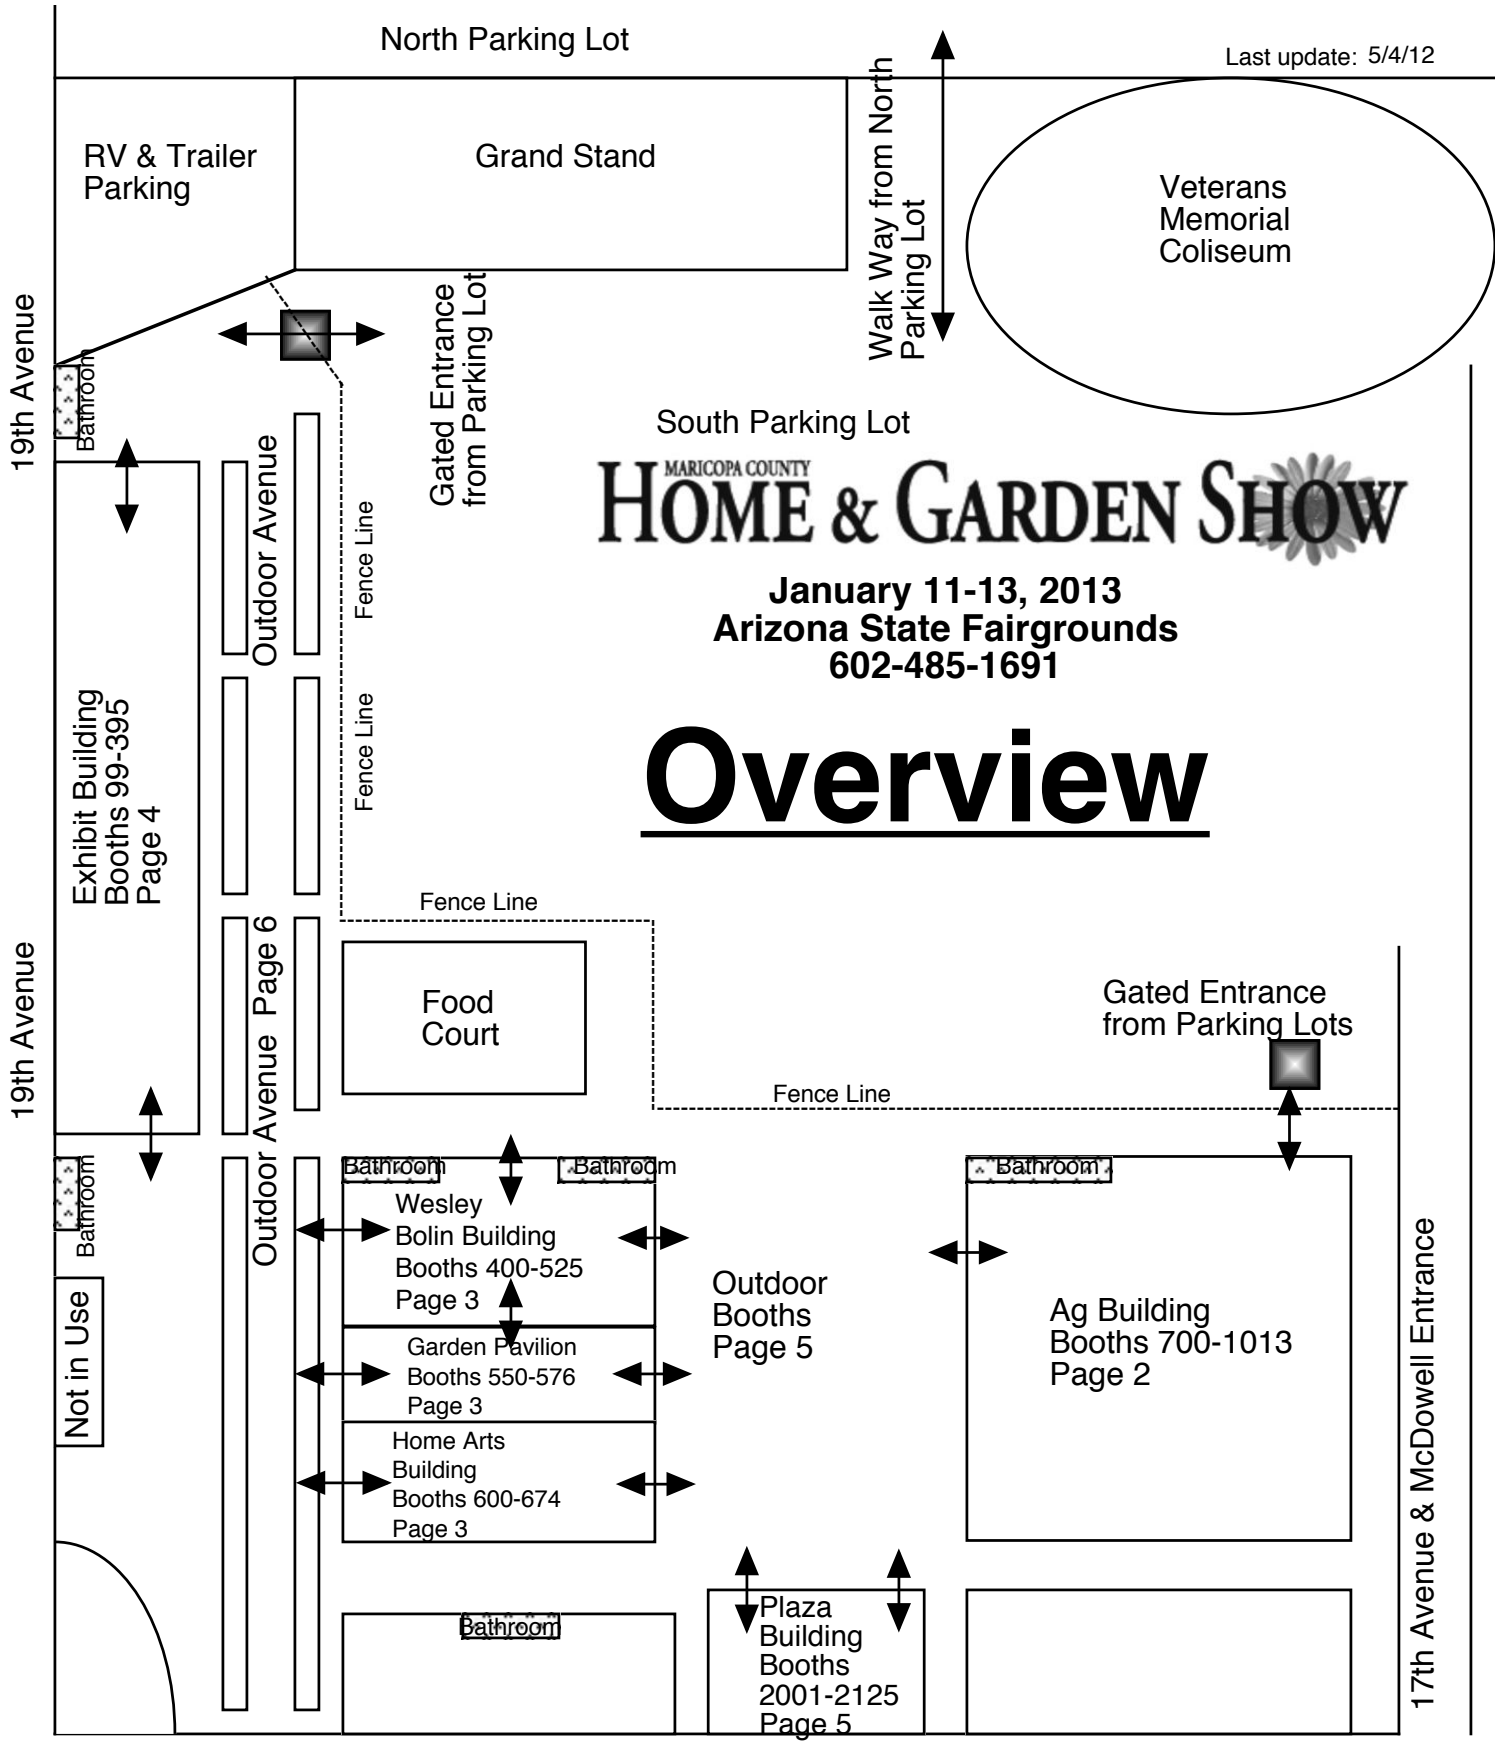 North Parking Lot
Last update: 5/4/12
RV & Trailer
Parking
Grand Stand
Walk Way from North
Parking Lot
Veterans
Memorial
Coliseum
19th Avenue
Bathroom
Gated Entrance
from Parking Lot
South Parking Lot
MARICOPA COUNTY
HOME & GARDEN SHOW
January 11-13, 2013
Arizona State Fairgrounds
602-485-1691
Overview
Outdoor Avenue
Fence Line
Fence Line
Exhibit Building
Booths 99-395
Page 4
Fence Line
19th Avenue
Outdoor Avenue Page 6
Food
Court
Gated Entrance
from Parking Lots
Fence Line
Bathroom
Bathroom
Bathroom
Bathroom
Wesley
Bolin Building
Booths 400-525
Page 3
Outdoor
Booths
Page 5
Ag Building
Booths 700-1013
Page 2
17th Avenue & McDowell Entrance
Not in Use
Garden Pavilion
Booths 550-576
Page 3
Home Arts
Building
Booths 600-674
Page 3
Bathroom
Plaza
Building
Booths
2001-2125
Page 5